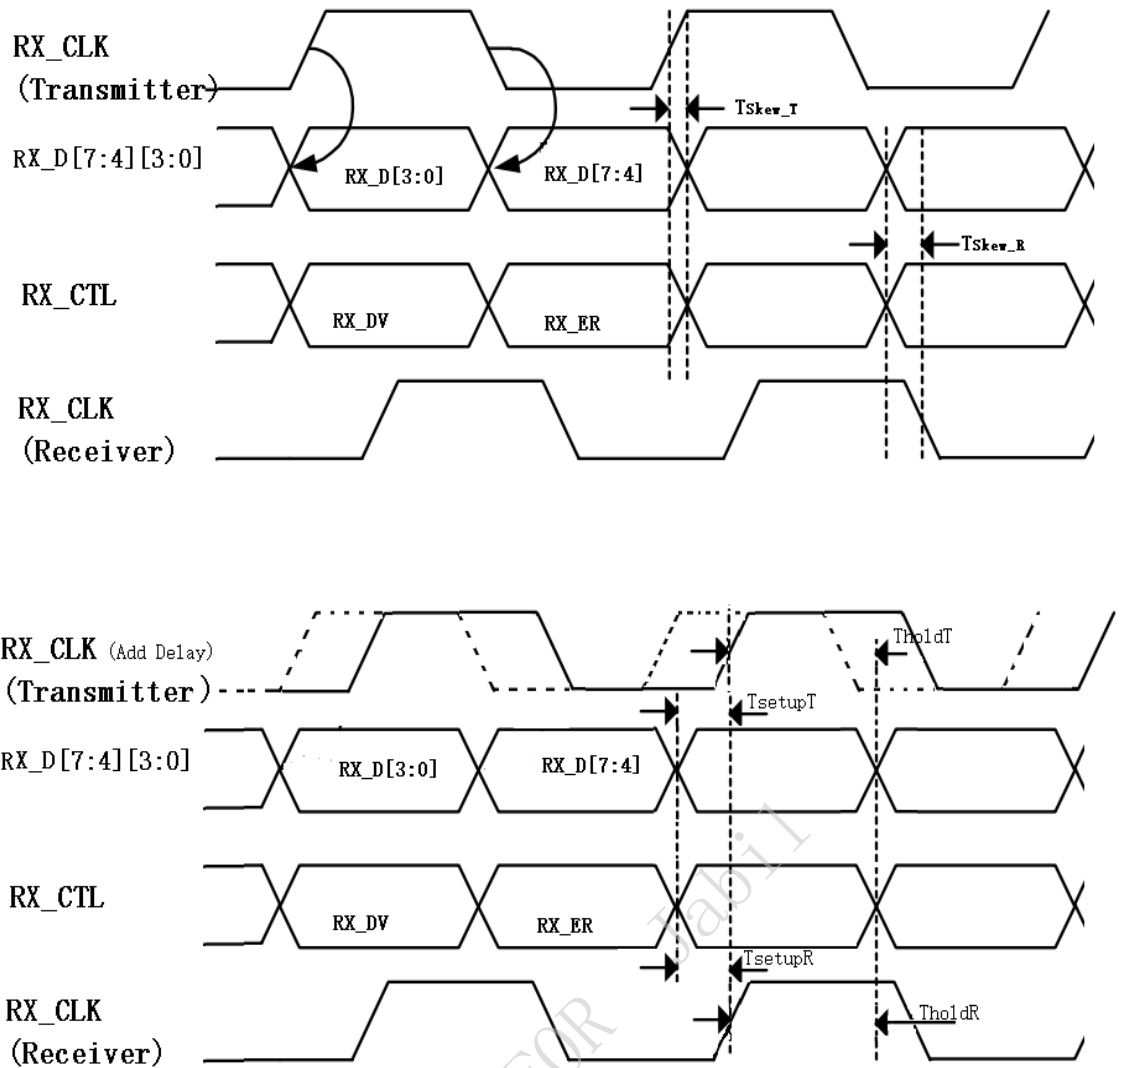 RX_CLK
(Transmitter)
Tskew_T
RX_D[7:4][3:0]
RX_D[3:0]
RX_D[7:4]
Tskew_R
RX_CTL
RX_DV
RX_ER
RX_CLK
(Receiver)
RX_CLK (Add Delay)
(Transmitter)
TholdT
TsetupT
RX_D[7:4][3:0]
RX_D[3:0]
RX_D[7:4]
Jabil
RX_CTL
RX_DV
RX_ER
TsetupR
RX_CLK
(Receiver)
TholdR
FOR